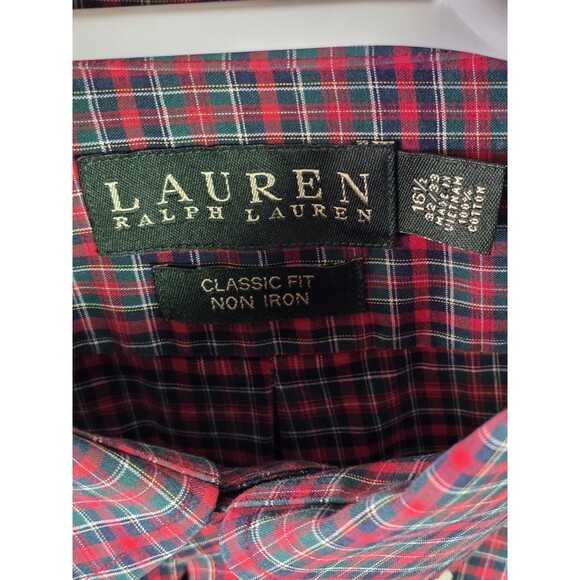 LAUREN
RALPH LAUREN
CLASSIC FIT
NON IRON
16½
32/33
MADE IN
VIETNAM
100%
COTTON